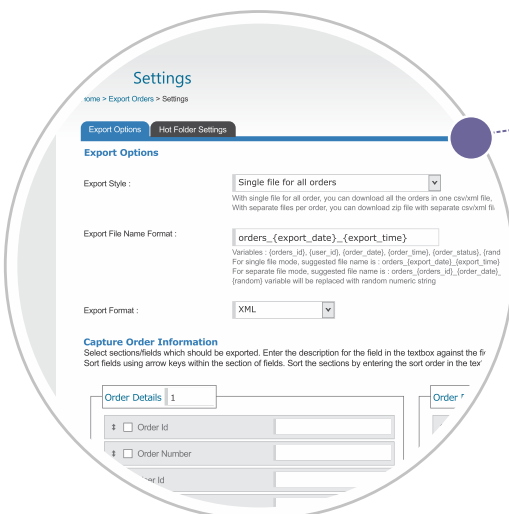 Settings
Home > Export Orders > Settings
Export Options Hot Folder Settings
Export Options
Export Style : Single file for all orders
With single file for all order, you can download all the orders in one csv/xml file,
With separate files per order, you can download zip file with separate csv/xml
Export File Name Format : orders_{export_date}_{export_time}
Variables : {orders_id}, {user_id}, {order_date}, {order_time}, {order_status},
For single file mode, suggested file name is : orders_{export_date}_{export_time}
For separate file mode, suggested file name is : orders_{orders_id}_{order_date}_
{random} variable will be replaced with random numeric string
Export Format : XML
Capture Order Information
Select sections/fields which should be exported. Enter the description for the field in the textbox against the
Sort fields using arrow keys within the section of fields. Sort the sections by entering the sort order in the
Order Details 1 Order
Order Id
Order Number
Id